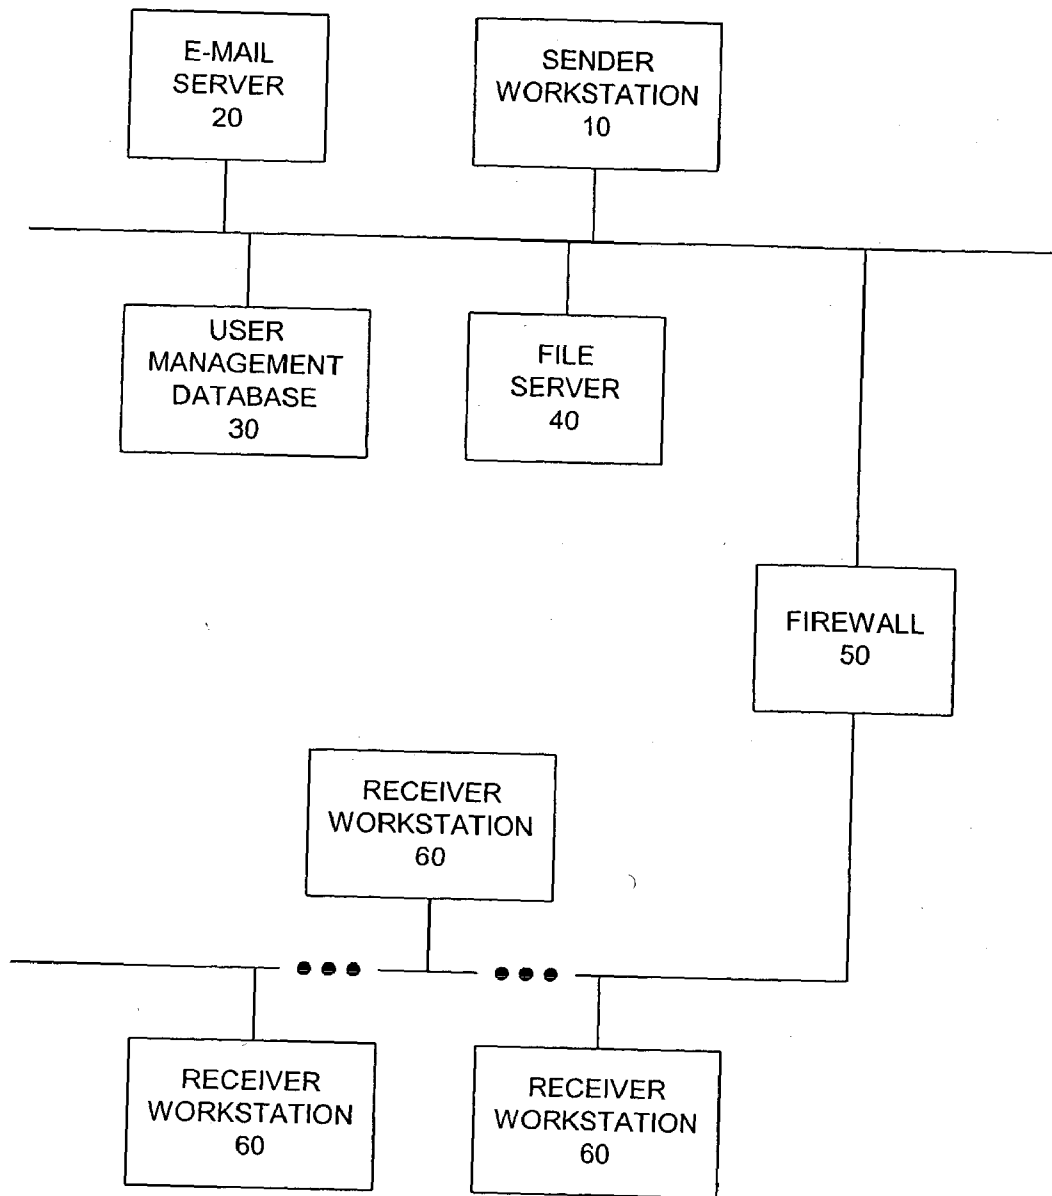 E-MAIL
SERVER
20
SENDER
WORKSTATION
10
USER
MANAGEMENT
DATABASE
30
FILE
SERVER
40
FIREWALL
50
RECEIVER
WORKSTATION
60
RECEIVER
WORKSTATION
60
RECEIVER
WORKSTATION
60